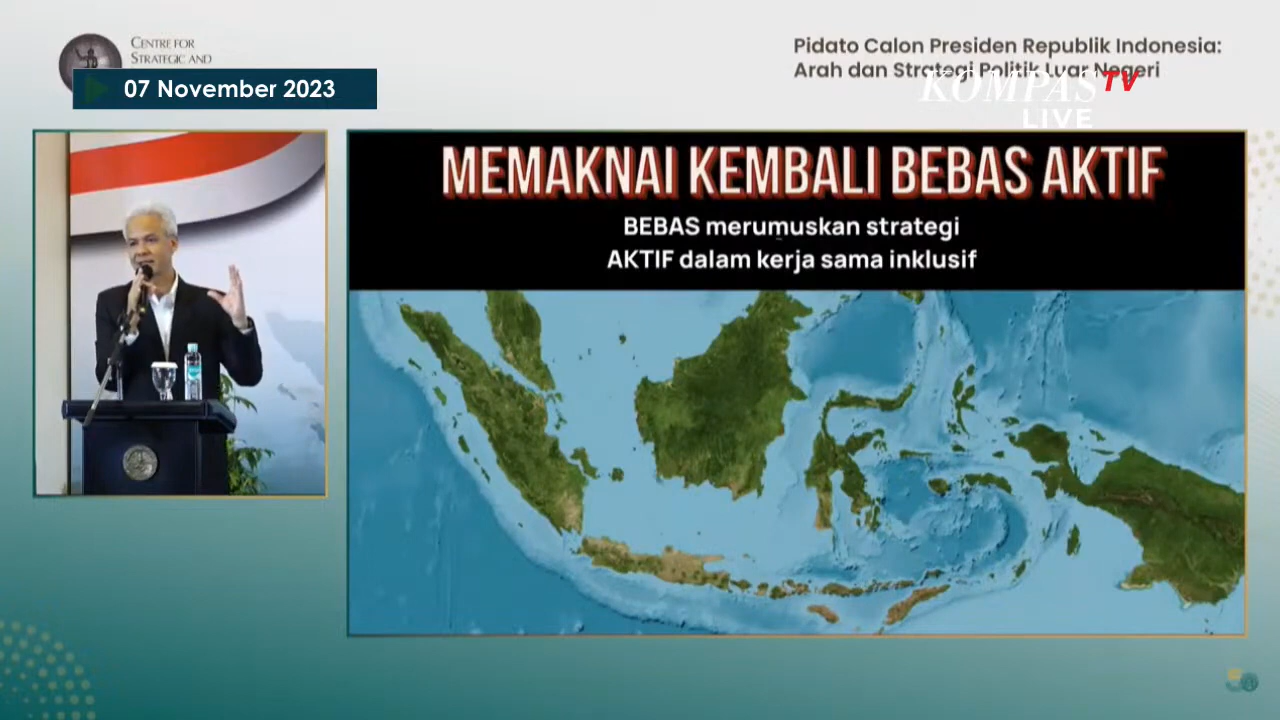 CENTRE FOR
STRATEGIC AND
07 November 2023
Pidato Calon Presiden Republik Indonesia:
Arah dan Strategi Politik Luar Negeri
KOMPAS TV
LIVE
MEMAKNAI KEMBALI BEBAS AKTIF
BEBAS merumuskan strategi
AKTIF dalam kerja sama inklusif